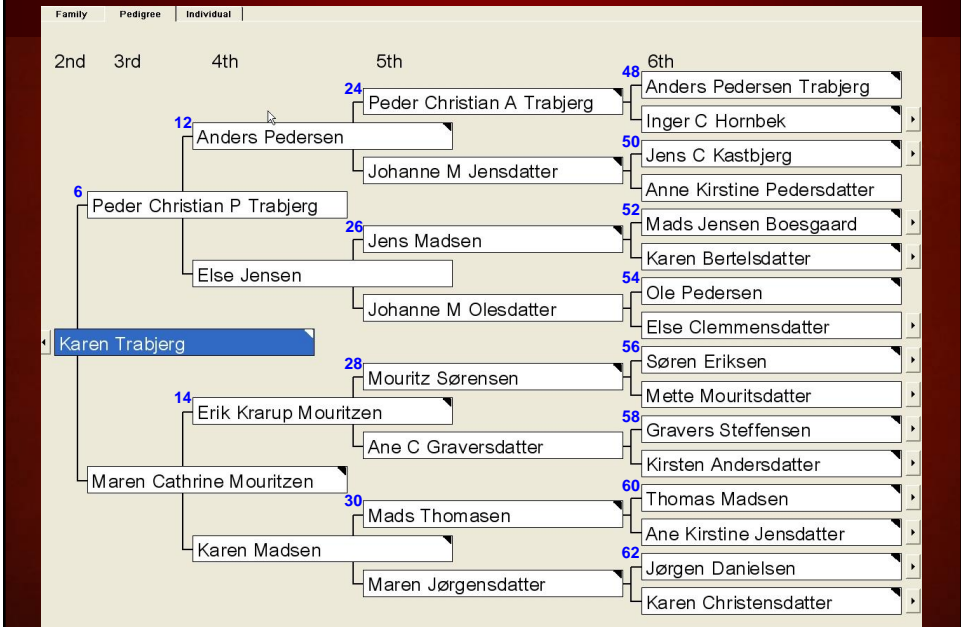 Family Pedigree Individual
2nd 3rd 4th 5th 6th
48
Anders Pedersen Trabjerg
24
Peder Christian A Trabjerg
Inger C Hornbek
12
Anders Pedersen
50
Jens C Kastbjerg
Johanne M Jensdatter
Anne Kirstine Pedersdatter
6
Peder Christian P Trabjerg
52
Mads Jensen Boesgaard
26
Jens Madsen
Karen Bertelsdatter
Else Jensen
54
Ole Pedersen
Johanne M Olesdatter
Else Clemmensdatter
Karen Trabjerg
56
Søren Eriksen
28
Mouritz Sørensen
Mette Mouritsdatter
14
Erik Krarup Mouritzen
58
Gravers Steffensen
Ane C Graversdatter
Kirsten Andersdatter
Maren Cathrine Mouritzen
60
Thomas Madsen
30
Mads Thomasen
Ane Kirstine Jensdatter
Karen Madsen
62
Jørgen Danielsen
Maren Jørgensdatter
Karen Christensdatter